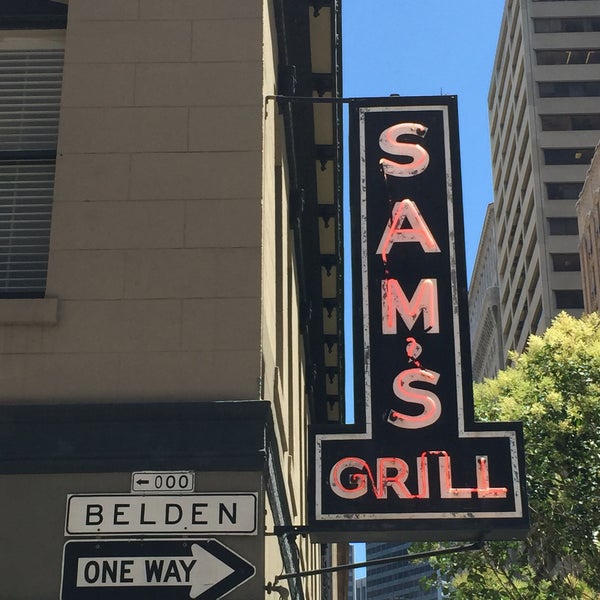 SAM'S
GRILL
← 000
BELDEN
ONE WAY